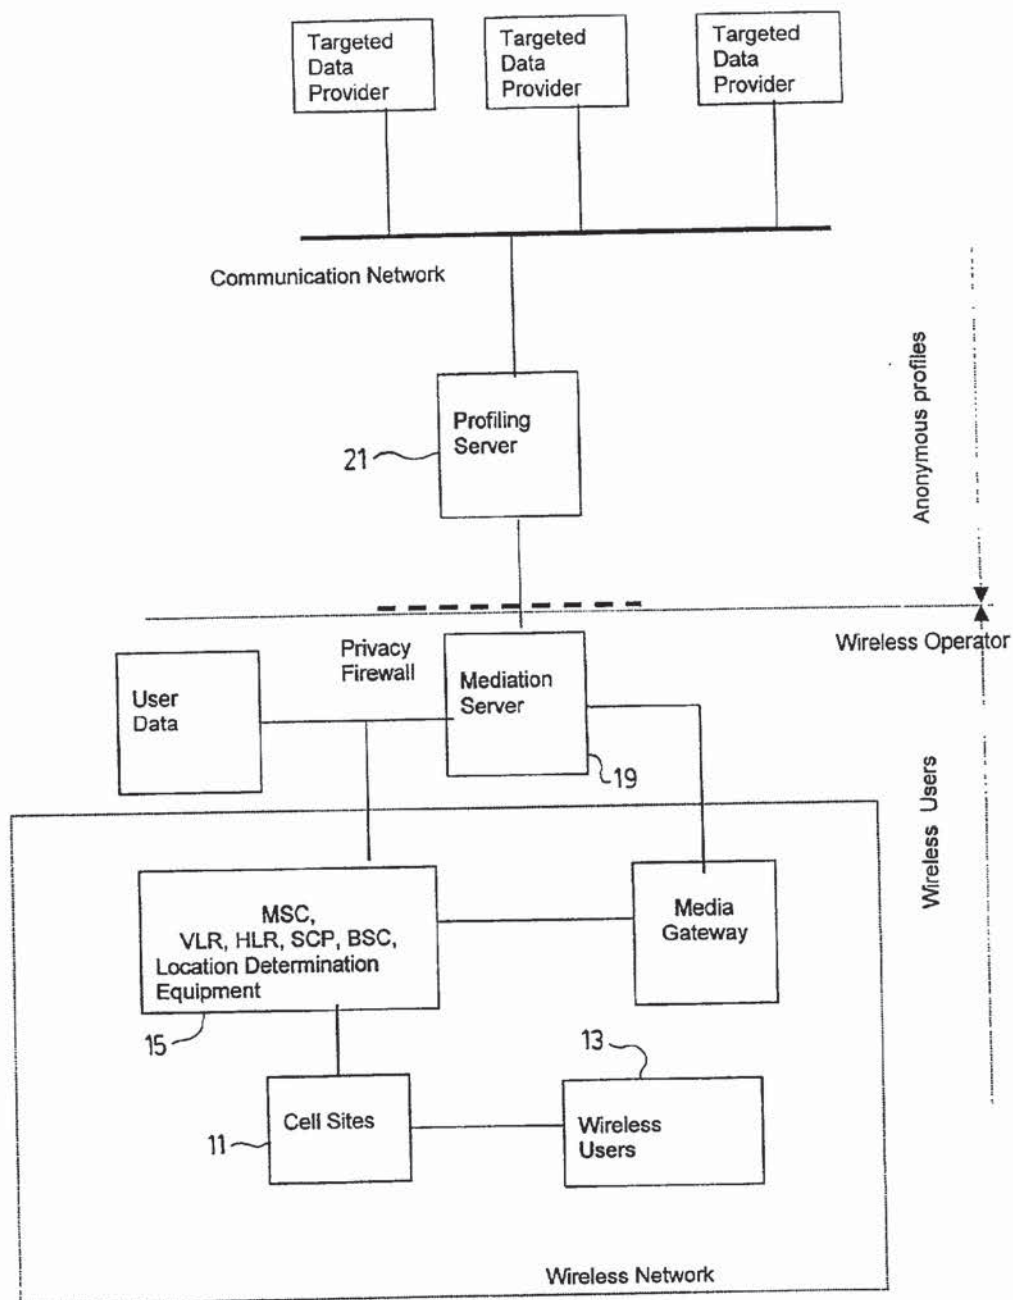 Targeted
Data
Provider
Targeted
Data
Provider
Targeted
Data
Provider
Communication Network
Anonymous profiles
Profiling
Server
21
Wireless Operator
Privacy
Firewall
User
Data
Mediation
Server
19
Wireless Users
MSC,
VLR, HLR, SCP, BSC,
Location Determination
Equipment
15
Media
Gateway
13
Cell Sites
11
Wireless
Users
Wireless Network